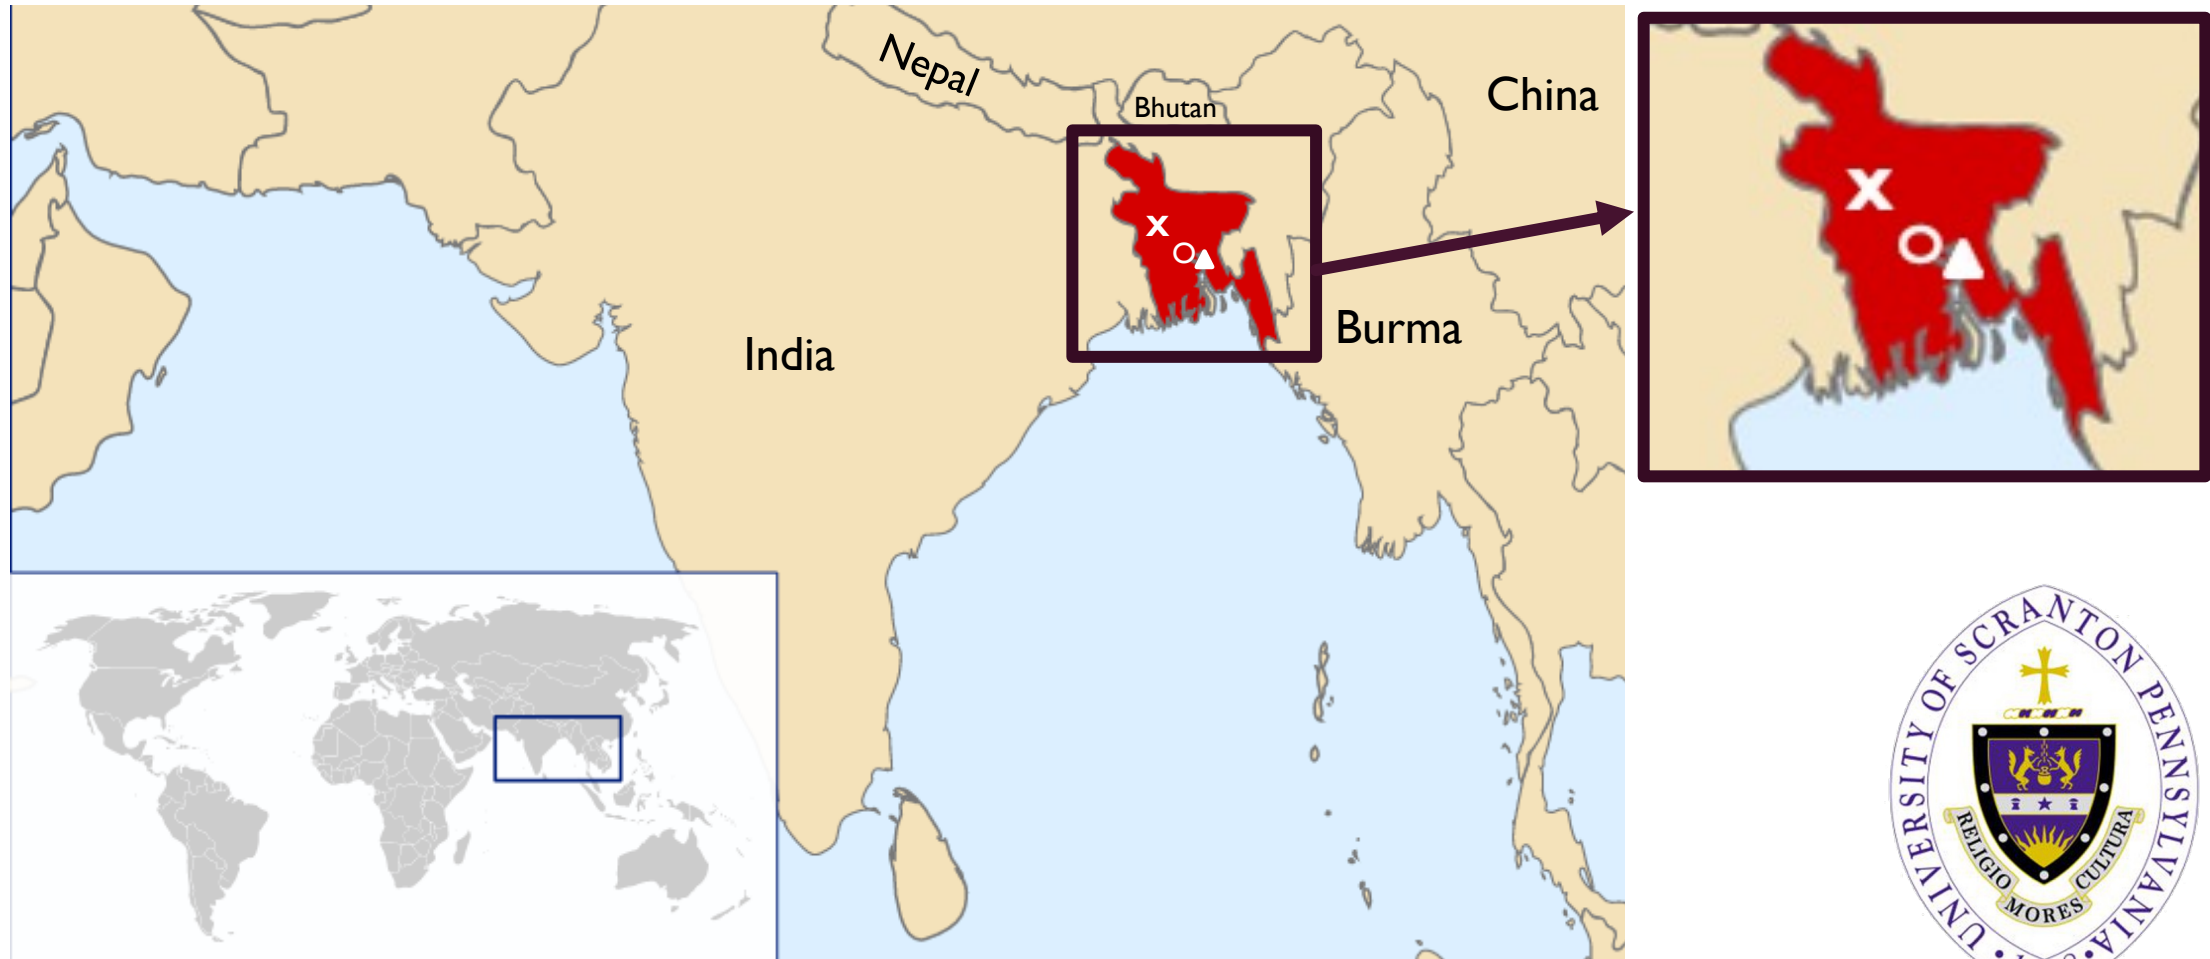 Nepal
Bhutan
China
India
Burma
UNIVERSITY OF SCRANTON PENNSYLVANIA
RELIGIO
MORES
CULTURA